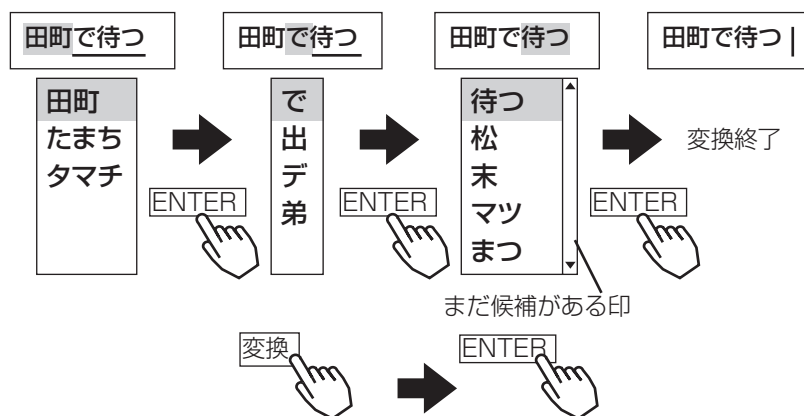 田町で待つ
田町で待つ
田町で待つ
田町で待つ
田町
たまち
タマチ
ENTER
で
出
デ
弟
ENTER
待つ
松
末
マツ
まつ
ENTER
変換終了
まだ候補がある印
変換
ENTER